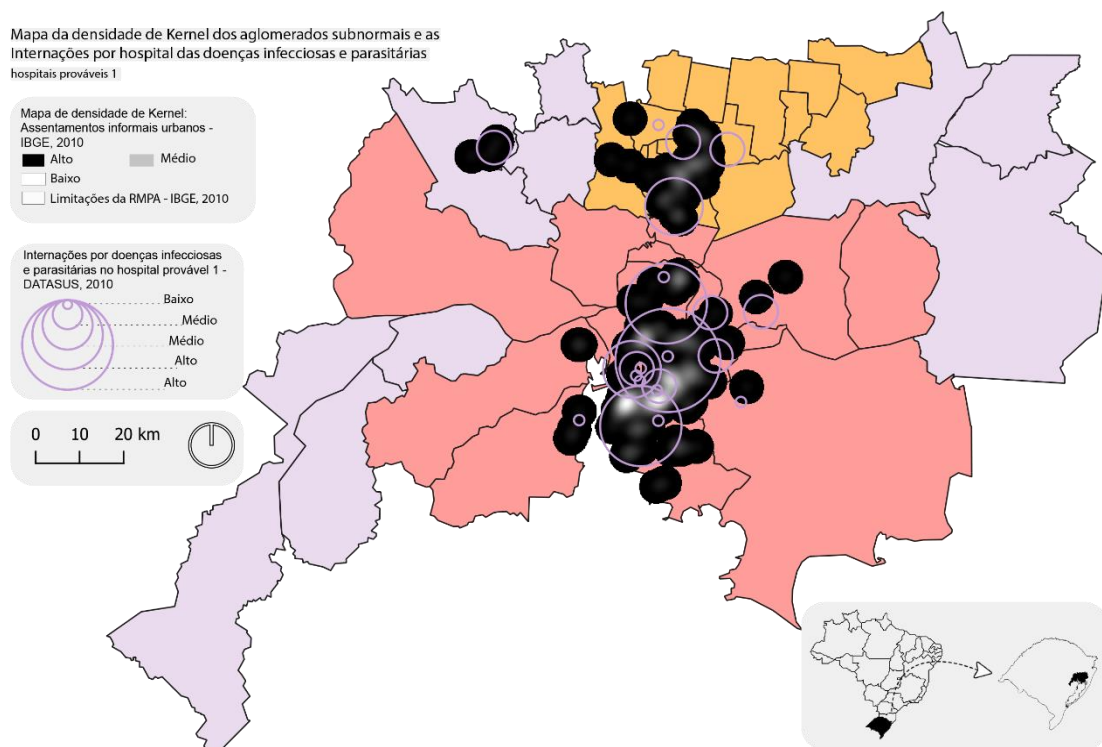 Mapa da densidade de Kernel dos aglomerados subnormais e as
Internações por hospital das doenças infecciosas e parasitárias
hospitais prováveis 1
Mapa de densidade de Kernel:
Assentamentos informais urbanos -
IBGE, 2010
Alto Médio
Baixo
Limitações da RMPA - IBGE, 2010
Internações por doenças infecciosas
e parasitárias no hospital provável 1 -
DATASUS, 2010
Baixo
Médio
Médio
Alto
Alto
0 10 20 km